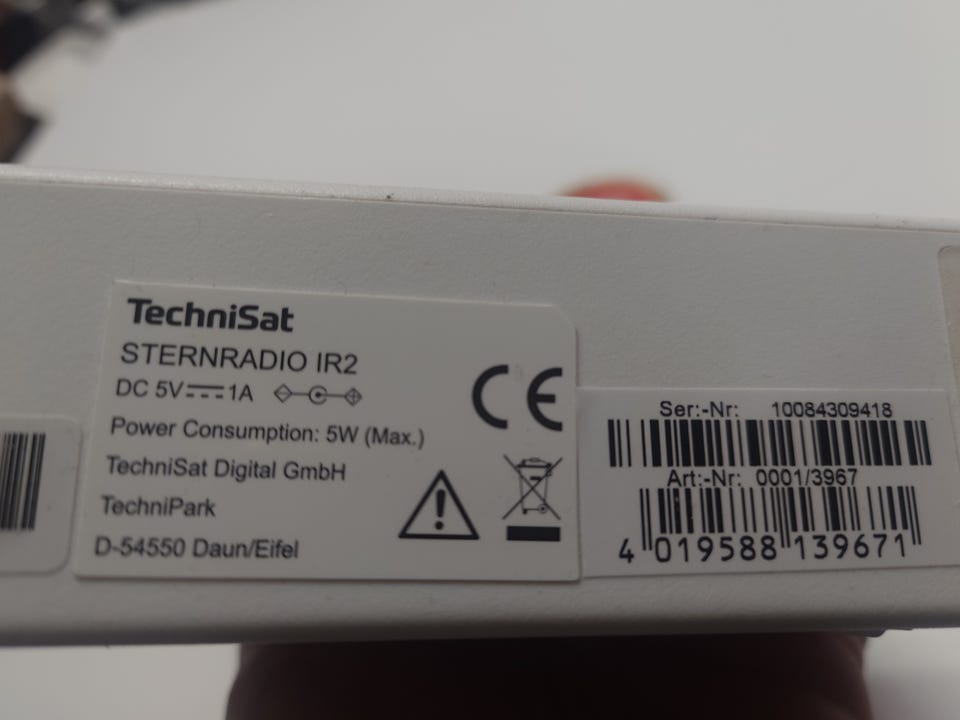 TechniSat
STERNRADIO IR2
DC 5V⎓1A
Power Consumption: 5W (Max.)
TechniSat Digital GmbH
TechniPark
D-54550 Daun/Eifel
CE
Ser:-Nr: 10084309418
Art:-Nr: 0001/3967
4 019588 139671